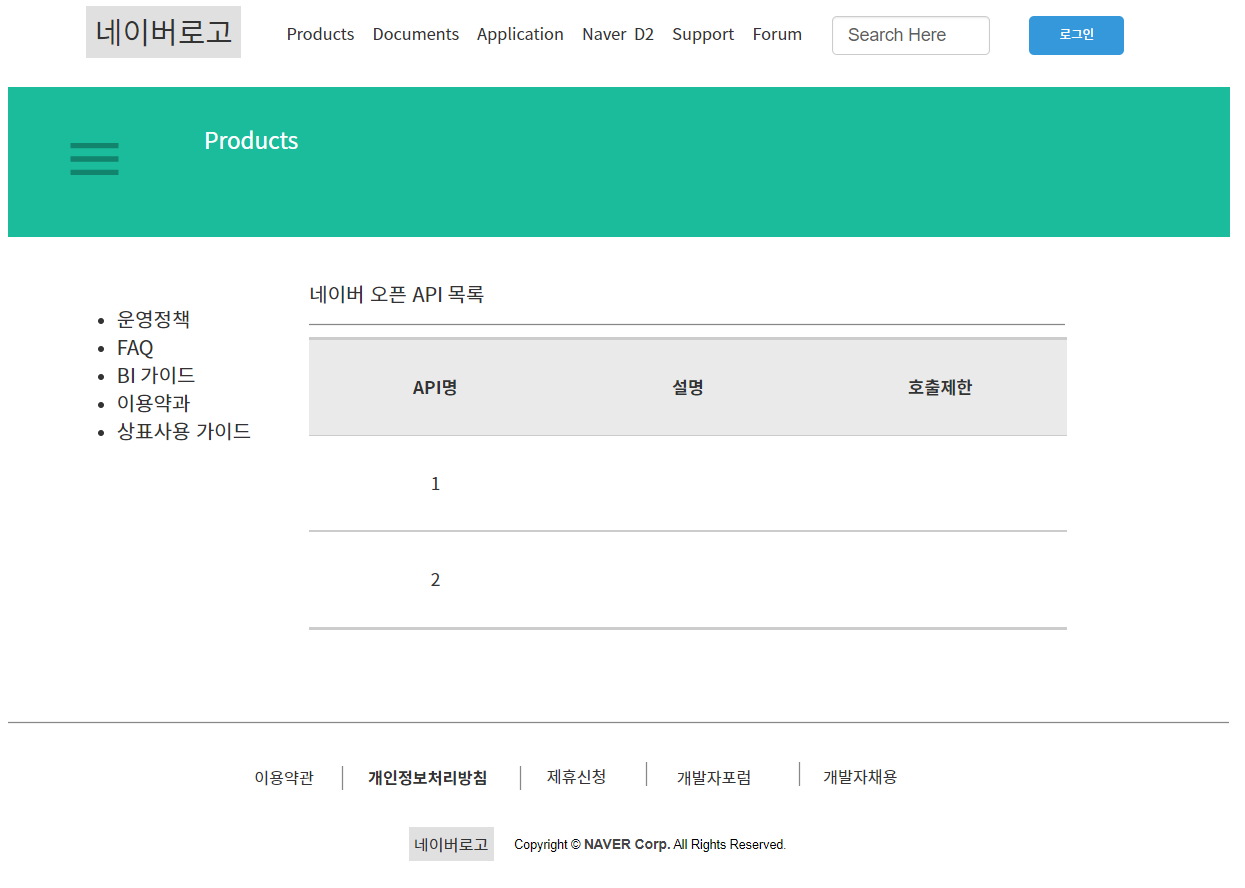 네이버로고 Products Documents Application Naver D2 Support Forum Search Here 로그인
Products
네이버 오픈 API 목록
운영정책
FAQ
BI 가이드
이용약과
상표사용 가이드
API명 설명 호출제한
1
2
이용약관 개인정보처리방침 제휴신청 개발자포럼 개발자채용
네이버로고 Copyright © NAVER Corp. All Rights Reserved.